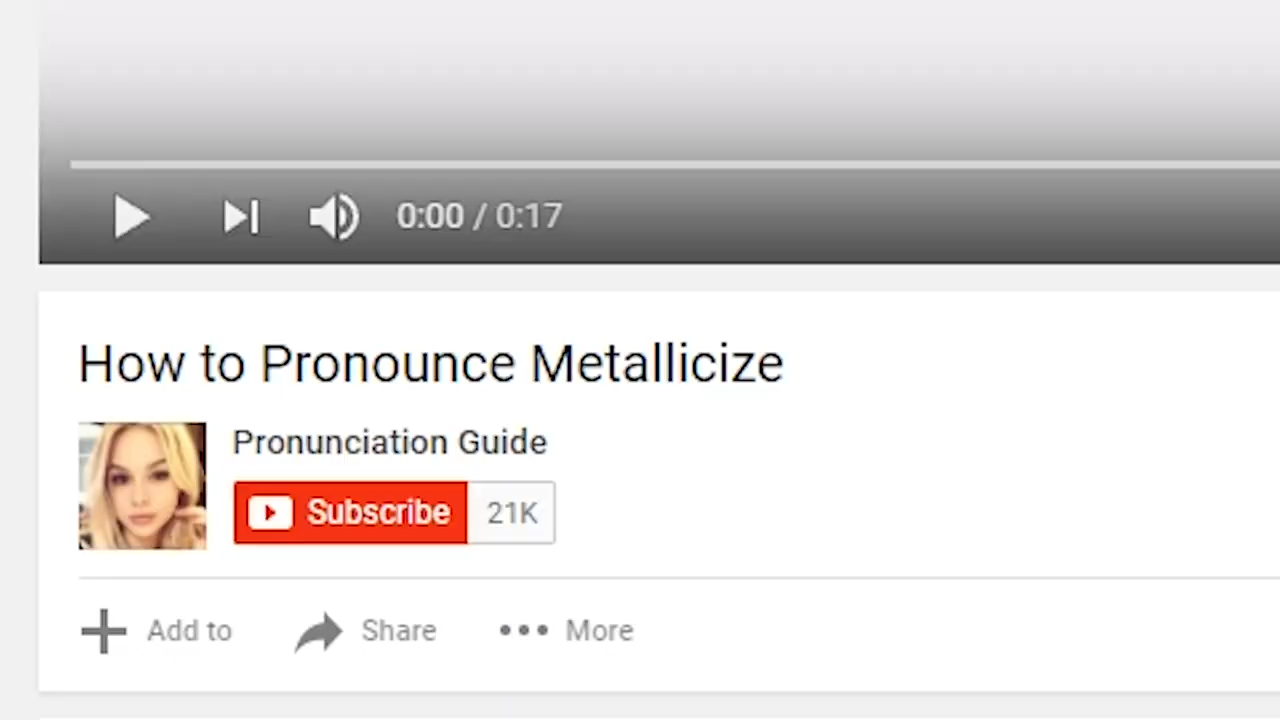 0:00 / 0:17
How to Pronounce Metallicize
Pronunciation Guide
Subscribe 21K
Add to Share More